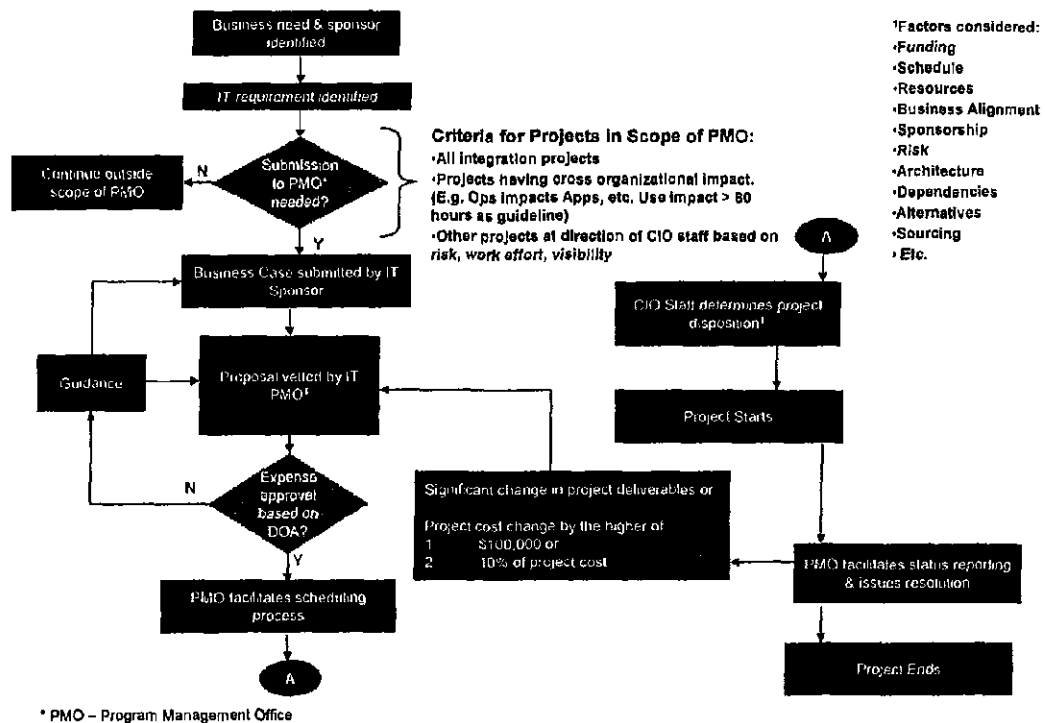 Business need & sponsor
identified
IT requirement identified
Submission
to PMO*
needed?
N
Continue outside
scope of PMO
Y
Criteria for Projects in Scope of PMO:
•All integration projects
•Projects having cross organizational impact.
(E.g. Ops impacts Apps, etc. Use impact > 80
hours as guideline)
•Other projects at direction of CIO staff based on
risk, work effort, visibility
Business Case submitted by IT
Sponsor
Guidance
Proposal vetted by IT
PMO¹
N
Expense
approval
based on
DOA?
Y
PMO facilitates scheduling
process
A
¹Factors considered:
•Funding
•Schedule
•Resources
•Business Alignment
•Sponsorship
•Risk
•Architecture
•Dependencies
•Alternatives
•Sourcing
•Etc.
A
CIO Staff determines project
disposition¹
Project Starts
Significant change in project deliverables or
Project cost change by the higher of
1 $100,000 or
2 10% of project cost
PMO facilitates status reporting
& issues resolution
Project Ends
* PMO – Program Management Office